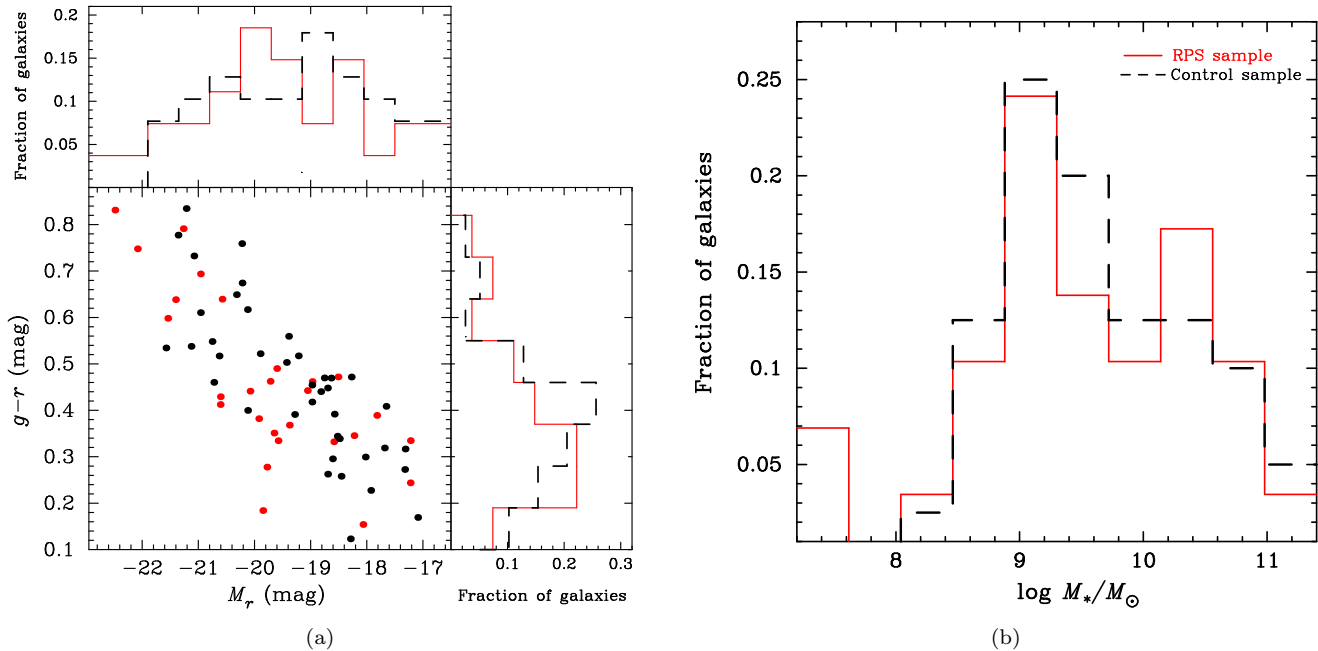 0.2
0.15
0.1
0.05
Fraction of galaxies
0.8
0.7
0.6
0.5
0.4
0.3
0.2
0.1
g−r (mag)
−22 −21 −20 −19 −18 −17
M_r (mag)
0.1 0.2 0.3
Fraction of galaxies
(a)
RPS sample
Control sample
0.25
0.2
0.15
0.1
0.05
Fraction of galaxies
8 9 10 11
log M_*/M_⊙
(b)